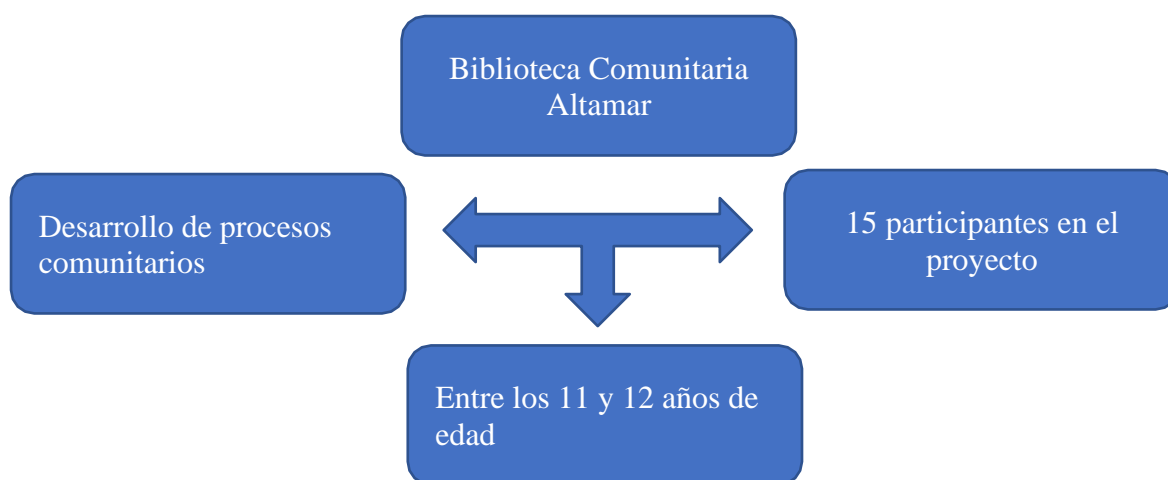 Biblioteca Comunitaria
Altamar
Desarrollo de procesos
comunitarios
15 participantes en el
proyecto
Entre los 11 y 12 años de
edad